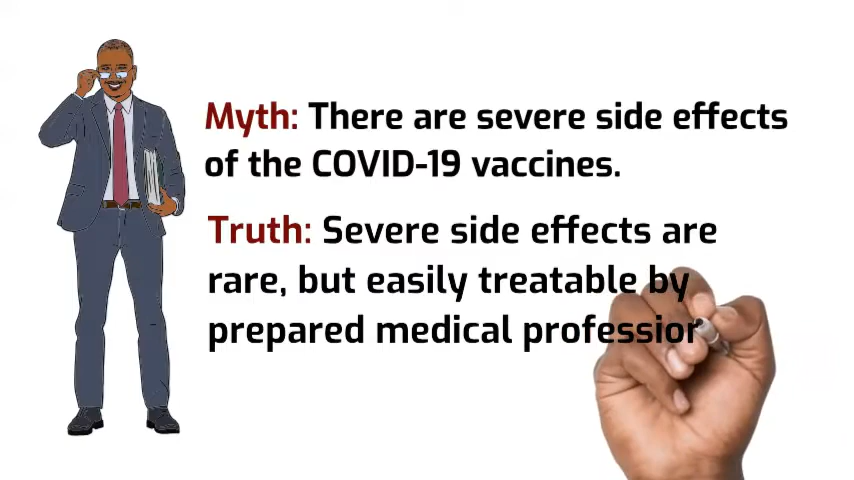 Myth: There are severe side effects
of the COVID-19 vaccines.
Truth: Severe side effects are
rare, but easily treatable by
prepared medical profession